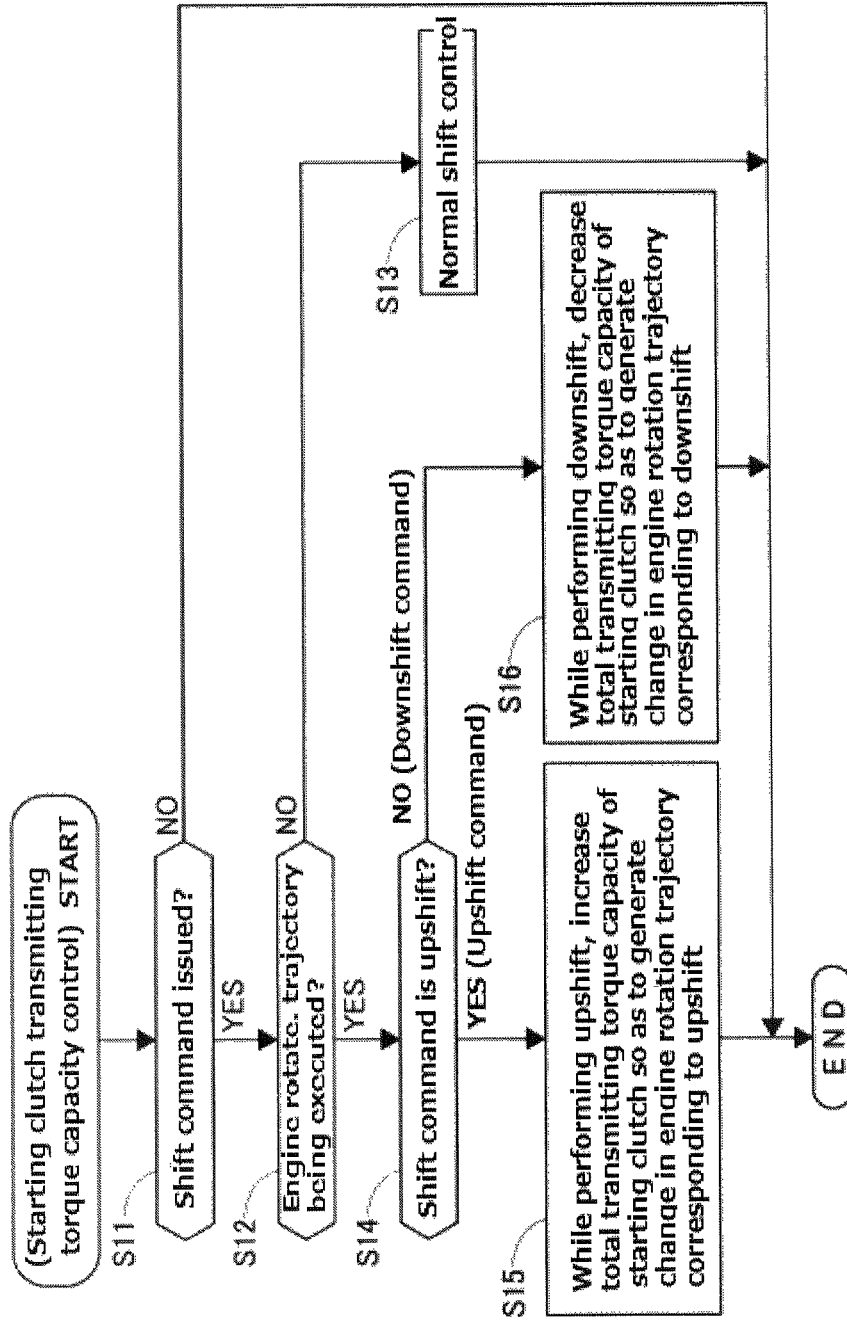 (Starting clutch transmitting
torque capacity control) START
S11
Shift command issued?
NO
YES
S12
Engine rotate. trajectory
being executed?
NO
YES
S13
Normal shift control
S14
Shift command is upshift?
NO (Downshift command)
YES (Upshift command)
S15
While performing upshift, increase
total transmitting torque capacity of
starting clutch so as to generate
change in engine rotation trajectory
corresponding to upshift
S16
While performing downshift, decrease
total transmitting torque capacity of
starting clutch so as to generate
change in engine rotation trajectory
corresponding to downshift
END